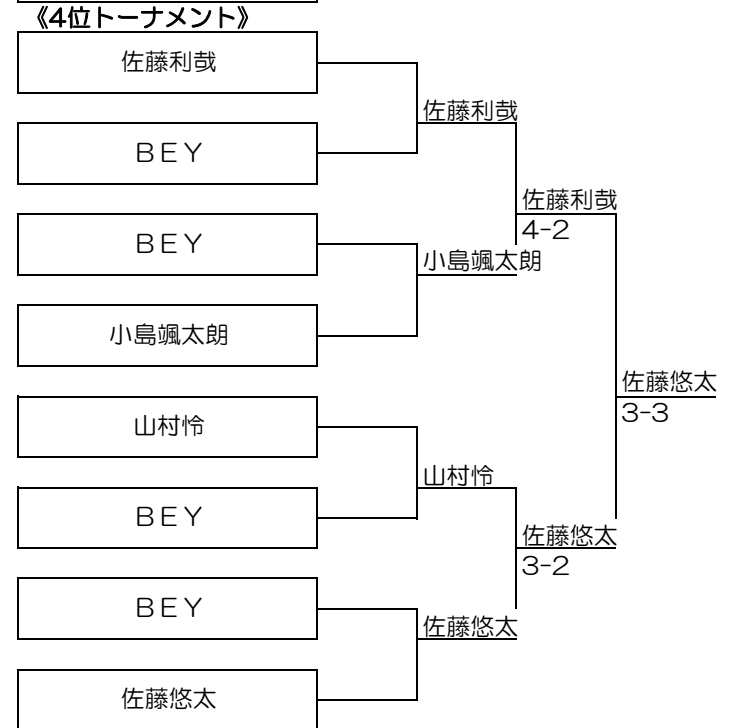 《4位トーナメント》
佐藤利哉
佐藤利哉
ＢＥＹ
佐藤利哉
4-2
ＢＥＹ
小島颯太朗
小島颯太朗
佐藤悠太
3-3
山村怜
山村怜
ＢＥＹ
佐藤悠太
3-2
ＢＥＹ
佐藤悠太
佐藤悠太